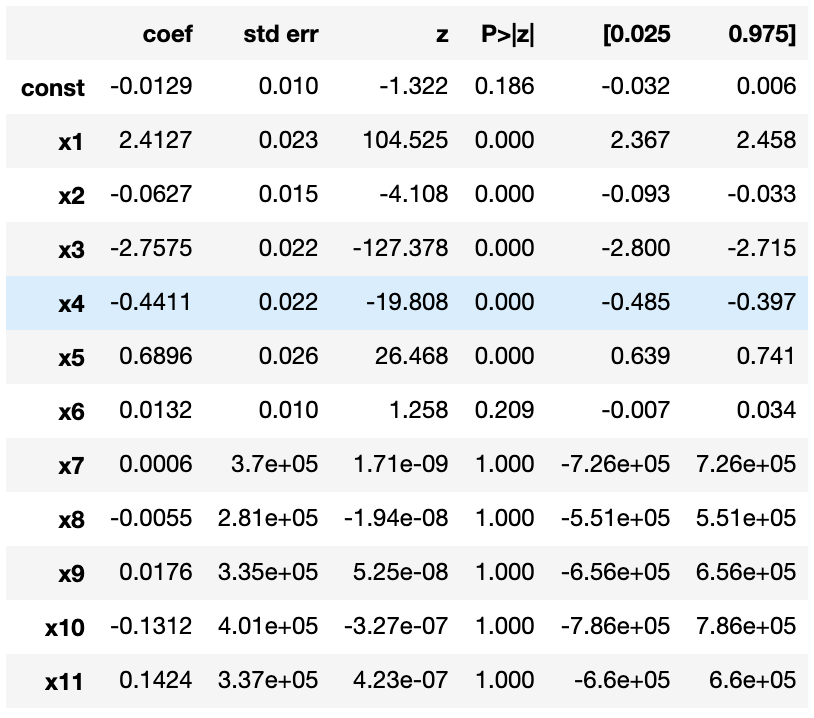 coef std err z P>|z| [0.025 0.975]
const -0.0129 0.010 -1.322 0.186 -0.032 0.006
x1 2.4127 0.023 104.525 0.000 2.367 2.458
x2 -0.0627 0.015 -4.108 0.000 -0.093 -0.033
x3 -2.7575 0.022 -127.378 0.000 -2.800 -2.715
x4 -0.4411 0.022 -19.808 0.000 -0.485 -0.397
x5 0.6896 0.026 26.468 0.000 0.639 0.741
x6 0.0132 0.010 1.258 0.209 -0.007 0.034
x7 0.0006 3.7e+05 1.71e-09 1.000 -7.26e+05 7.26e+05
x8 -0.0055 2.81e+05 -1.94e-08 1.000 -5.51e+05 5.51e+05
x9 0.0176 3.35e+05 5.25e-08 1.000 -6.56e+05 6.56e+05
x10 -0.1312 4.01e+05 -3.27e-07 1.000 -7.86e+05 7.86e+05
x11 0.1424 3.37e+05 4.23e-07 1.000 -6.6e+05 6.6e+05